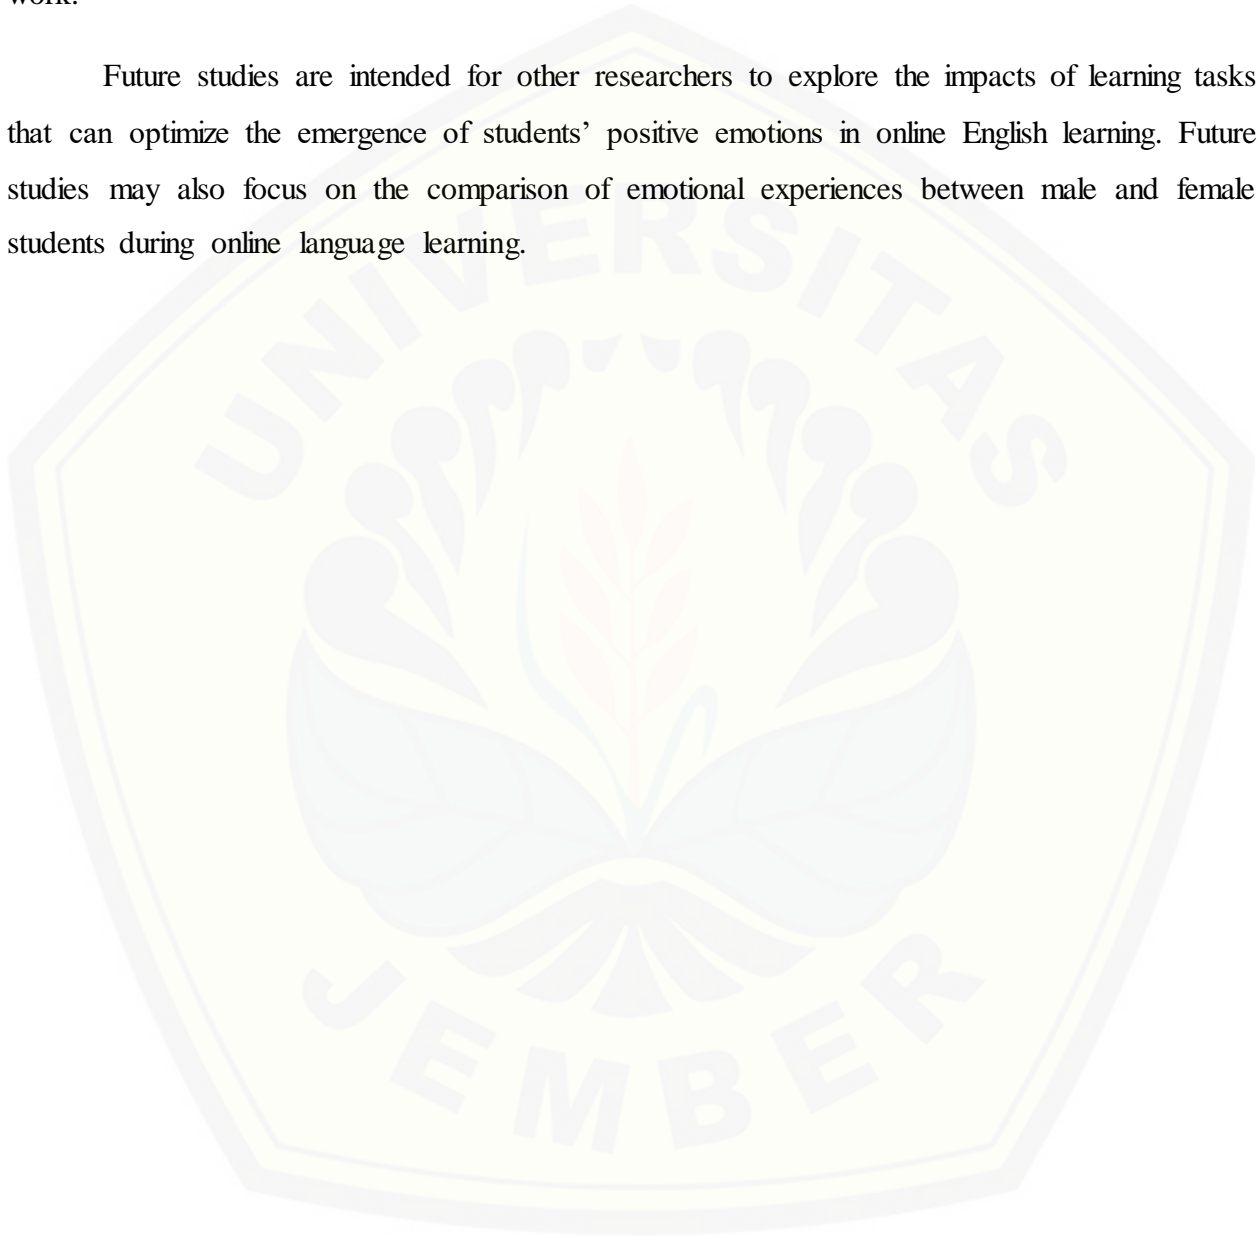 work.
Future studies are intended for other researchers to explore the impacts of learning tasks
that can optimize the emergence of students’ positive emotions in online English learning. Future
studies may also focus on the comparison of emotional experiences between male and female
students during online language learning.
UNIVERSITAS
JEMBER